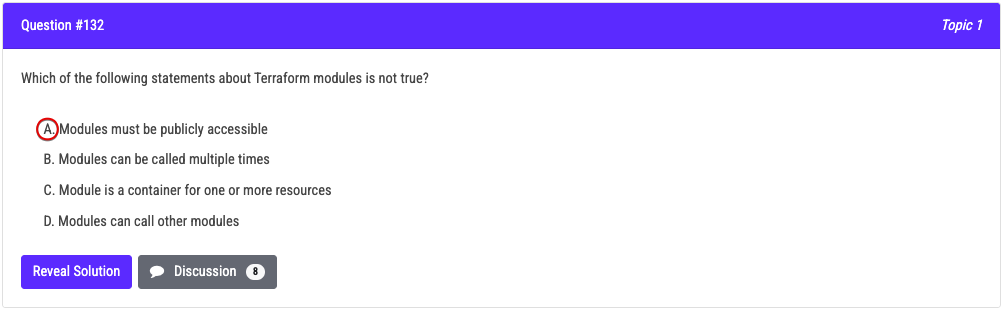 Question #132 Topic 1
Which of the following statements about Terraform modules is not true?
A. Modules must be publicly accessible
B. Modules can be called multiple times
C. Module is a container for one or more resources
D. Modules can call other modules
Reveal Solution Discussion 8